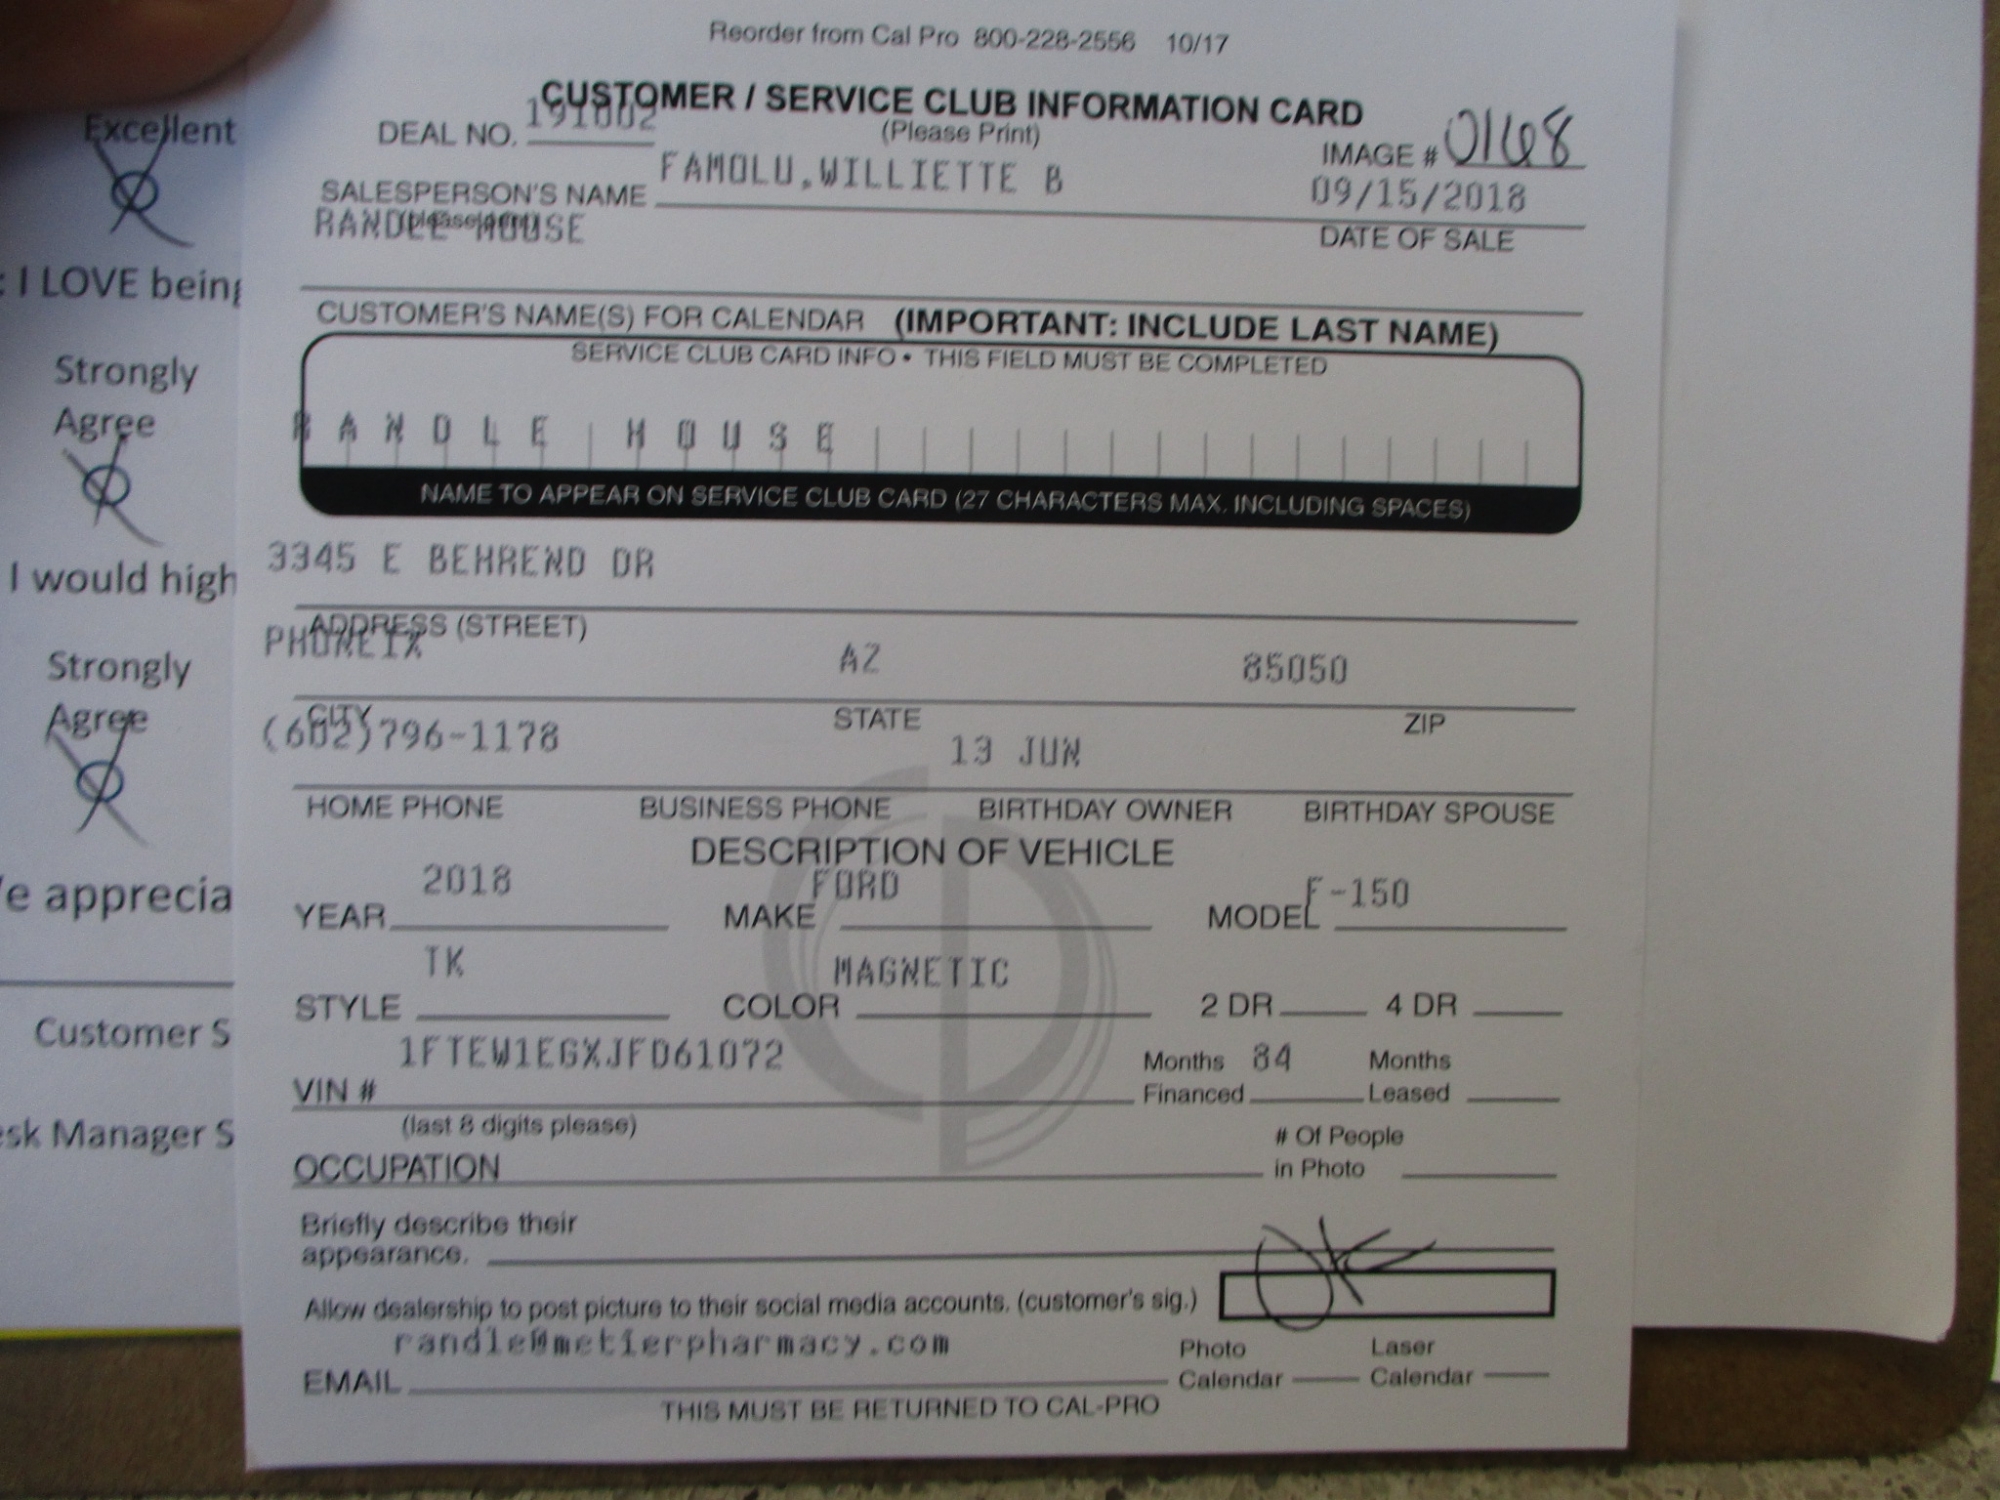 Reorder from Cal Pro 800-228-2556 10/17
CUSTOMER / SERVICE CLUB INFORMATION CARD
DEAL NO. 191002 (Please Print)
IMAGE # 0168
SALESPERSON'S NAME FAMOLU,WILLIETTE B 09/15/2018
(please print) DATE OF SALE
RANDLE HOUSE
CUSTOMER'S NAME(S) FOR CALENDAR (IMPORTANT: INCLUDE LAST NAME)
SERVICE CLUB CARD INFO • THIS FIELD MUST BE COMPLETED
RANDLE HOUSE
NAME TO APPEAR ON SERVICE CLUB CARD (27 CHARACTERS MAX. INCLUDING SPACES)
3345 E BEHREND DR
ADDRESS (STREET)
PHONEIX AZ 85050
CITY STATE ZIP
(602)796-1178 13 JUN
HOME PHONE BUSINESS PHONE BIRTHDAY OWNER BIRTHDAY SPOUSE
DESCRIPTION OF VEHICLE
YEAR 2018 MAKE FORD MODEL F-150
STYLE TK COLOR MAGNETIC 2 DR 4 DR
VIN # 1FTEW1EGXJFD61072 Months Financed 84 Months Leased
(last 8 digits please)
OCCUPATION # Of People in Photo
Briefly describe their
appearance.
Allow dealership to post picture to their social media accounts. (customer's sig.)
EMAIL randle@metierpharmacy.com Photo Calendar Laser Calendar
THIS MUST BE RETURNED TO CAL-PRO
Excellent
: I LOVE being
Strongly
Agree
I would high
Strongly
Agree
e apprecia
Customer S
sk Manager S